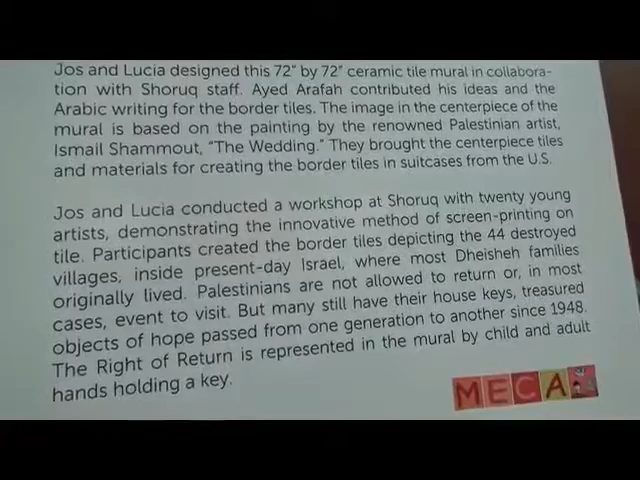 Jos and Lucia designed this 72" by 72" ceramic tile mural in collabora-
tion with Shoruq staff. Ayed Arafah contributed his ideas and the
Arabic writing for the border tiles. The image in the centerpiece of the
mural is based on the painting by the renowned Palestinian artist,
Ismail Shammout, "The Wedding." They brought the centerpiece tiles
and materials for creating the border tiles in suitcases from the U.S.
Jos and Lucia conducted a workshop at Shoruq with twenty young
artists, demonstrating the innovative method of screen-printing on
tile. Participants created the border tiles depicting the 44 destroyed
villages, inside present-day Israel, where most Dheisheh families
originally lived. Palestinians are not allowed to return or, in most
cases, event to visit. But many still have their house keys, treasured
objects of hope passed from one generation to another since 1948.
The Right of Return is represented in the mural by child and adult
hands holding a key.
MECA